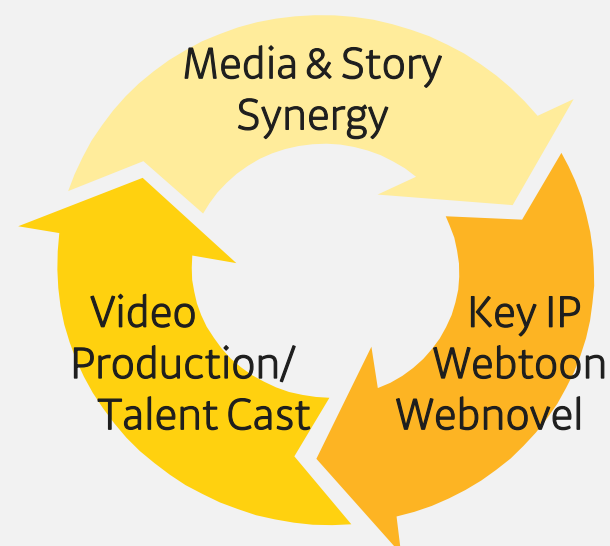 Media & Story
Synergy
Key IP
Webtoon
Webnovel
Video
Production/
Talent Cast